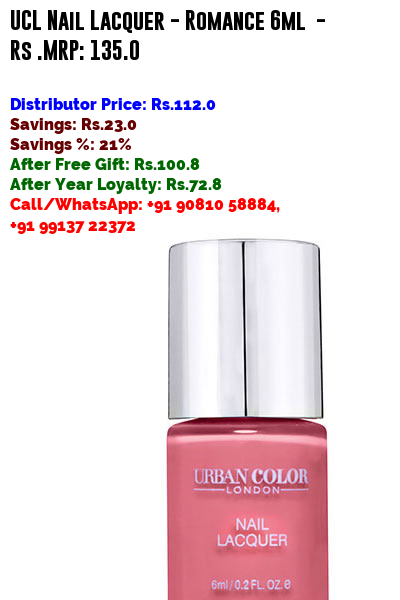 UCL Nail Lacquer - Romance 6ml -
Rs .MRP: 135.0
Distributor Price: Rs.112.0
Savings: Rs.23.0
Savings %: 21%
After Free Gift: Rs.100.8
After Year Loyalty: Rs.72.8
Call/WhatsApp: +91 90810 58884,
+91 99137 22372
URBAN COLOR
LONDON
NAIL
LACQUER
6ml/0.2 FL. OZ. e